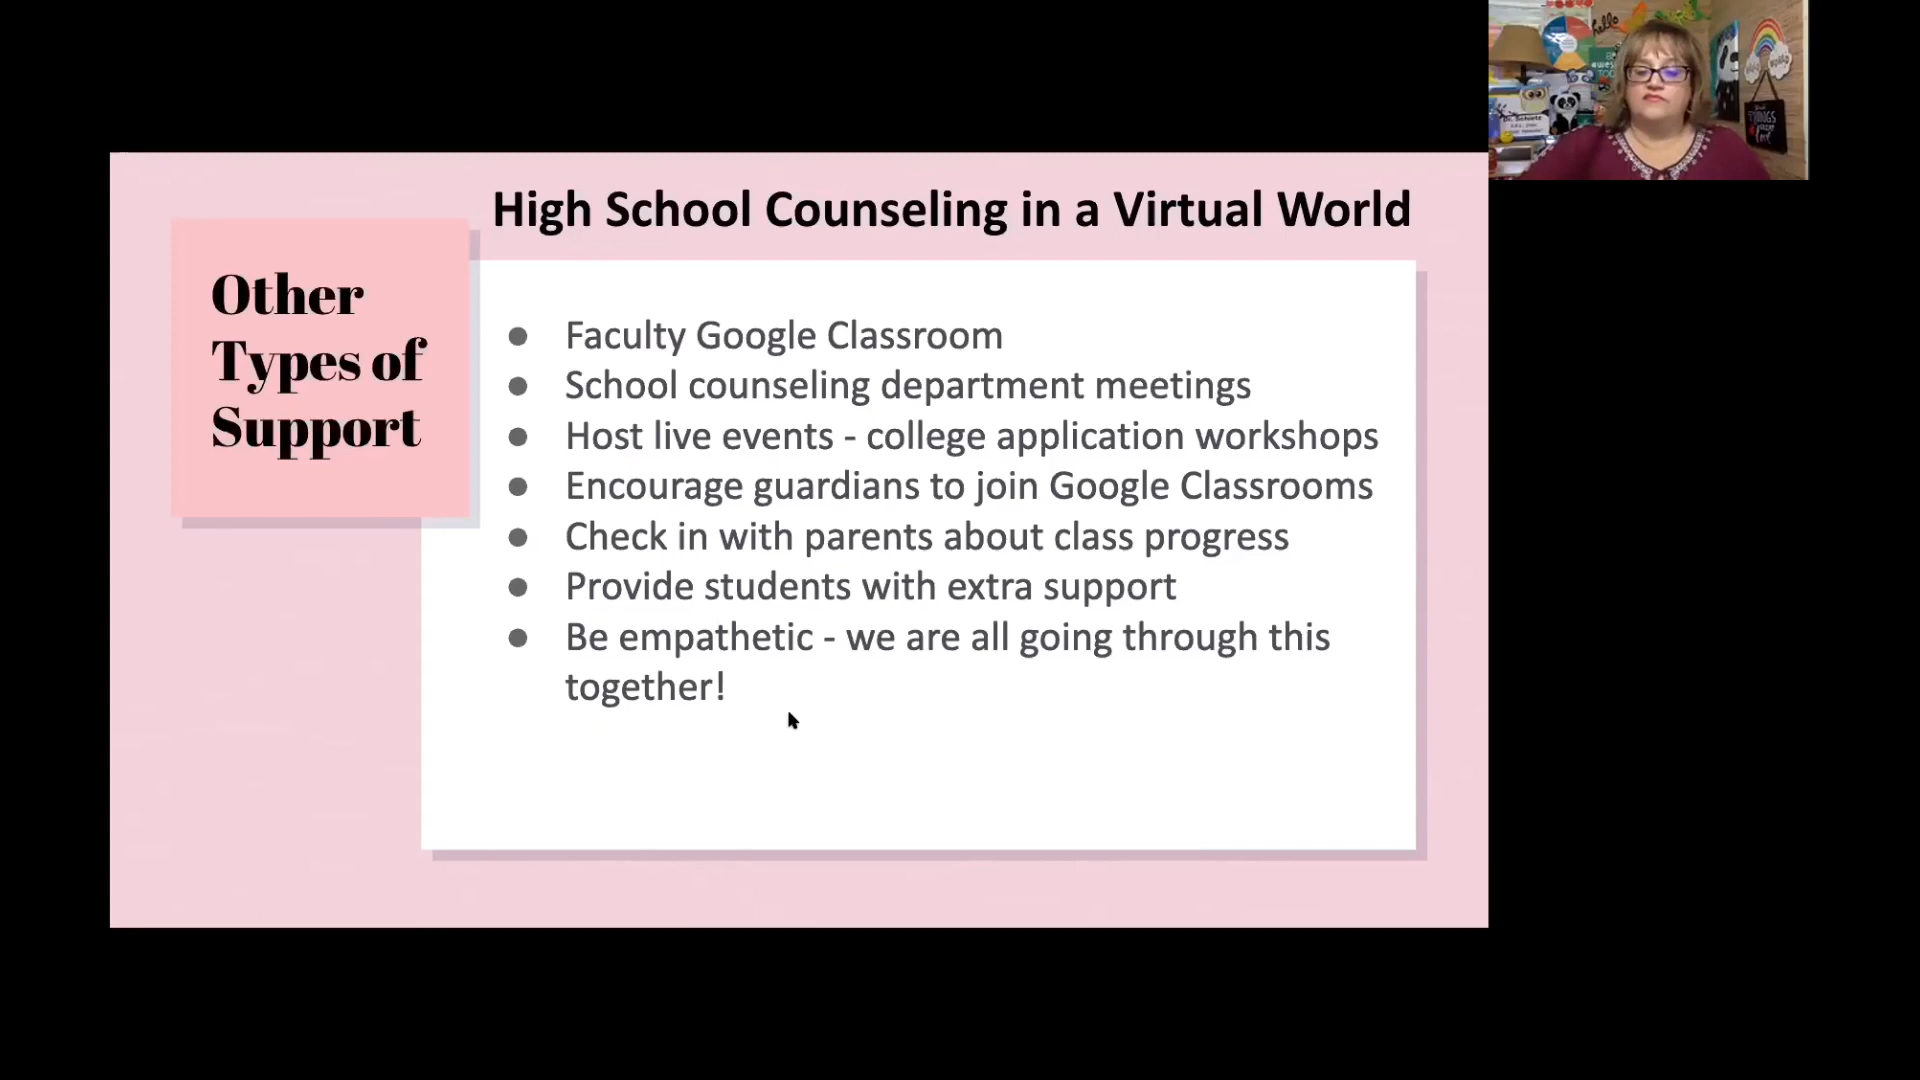 High School Counseling in a Virtual World
Other
Types of
Support
● Faculty Google Classroom
● School counseling department meetings
● Host live events - college application workshops
● Encourage guardians to join Google Classrooms
● Check in with parents about class progress
● Provide students with extra support
● Be empathetic - we are all going through this
together!
hello